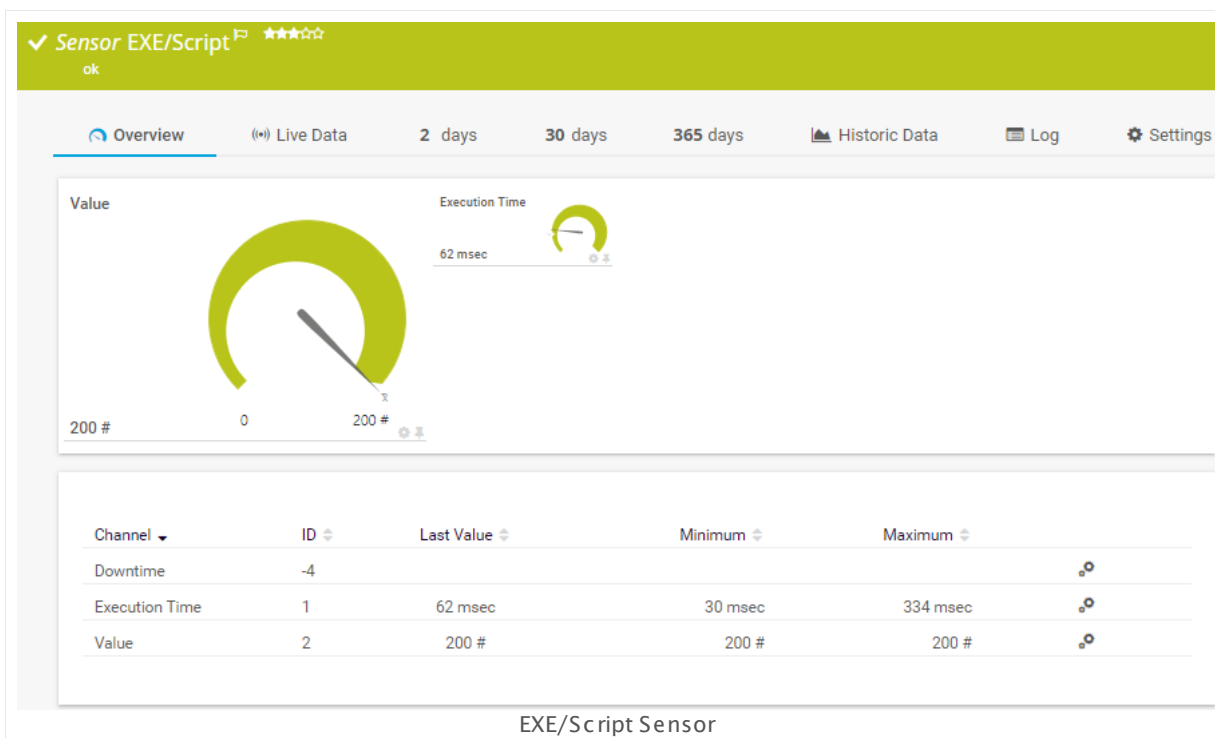 Sensor EXE/Script
ok
Overview Live Data 2 days 30 days 365 days Historic Data Log Settings
Value
Execution Time
62 msec
0 200 #
200 #
Channel ID Last Value Minimum Maximum
Downtime -4
Execution Time 1 62 msec 30 msec 334 msec
Value 2 200 # 200 # 200 #
EXE/Script Sensor